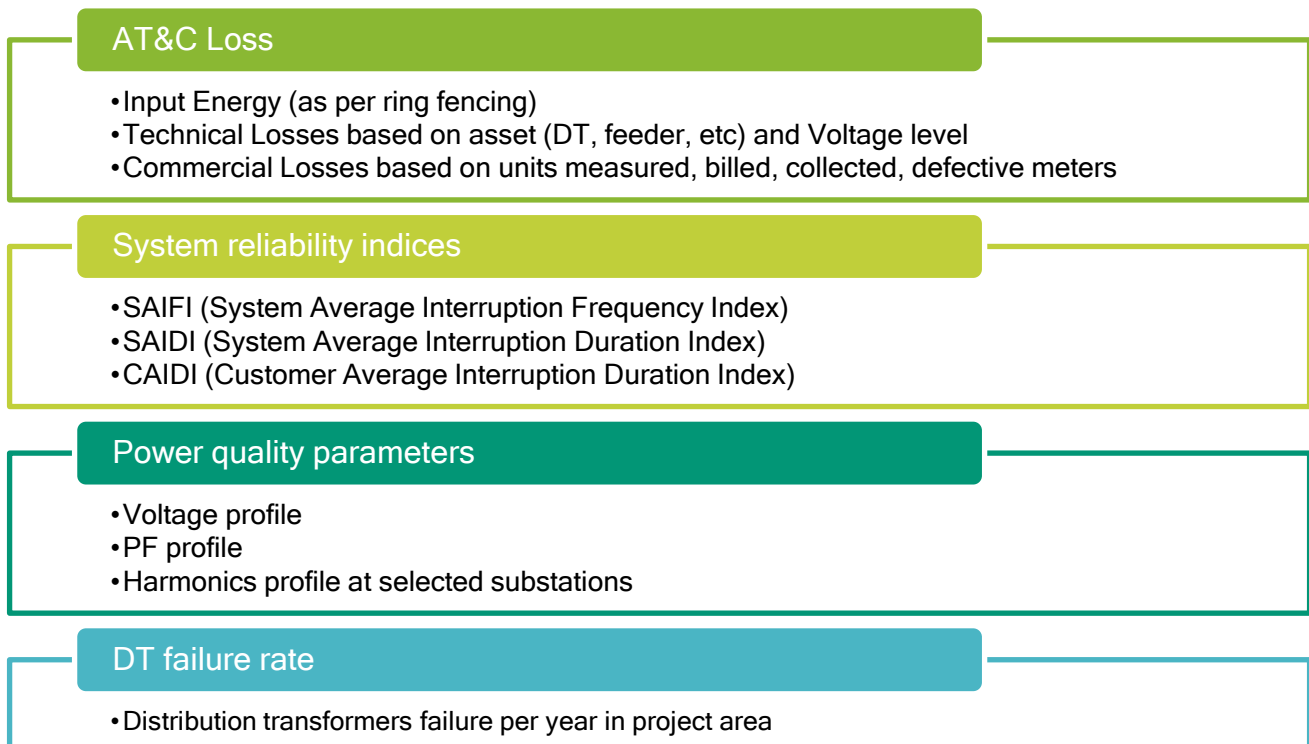 AT&C Loss
•Input Energy (as per ring fencing)
•Technical Losses based on asset (DT, feeder, etc) and Voltage level
•Commercial Losses based on units measured, billed, collected, defective meters
System reliability indices
•SAIFI (System Average Interruption Frequency Index)
•SAIDI (System Average Interruption Duration Index)
•CAIDI (Customer Average Interruption Duration Index)
Power quality parameters
•Voltage profile
•PF profile
•Harmonics profile at selected substations
DT failure rate
•Distribution transformers failure per year in project area